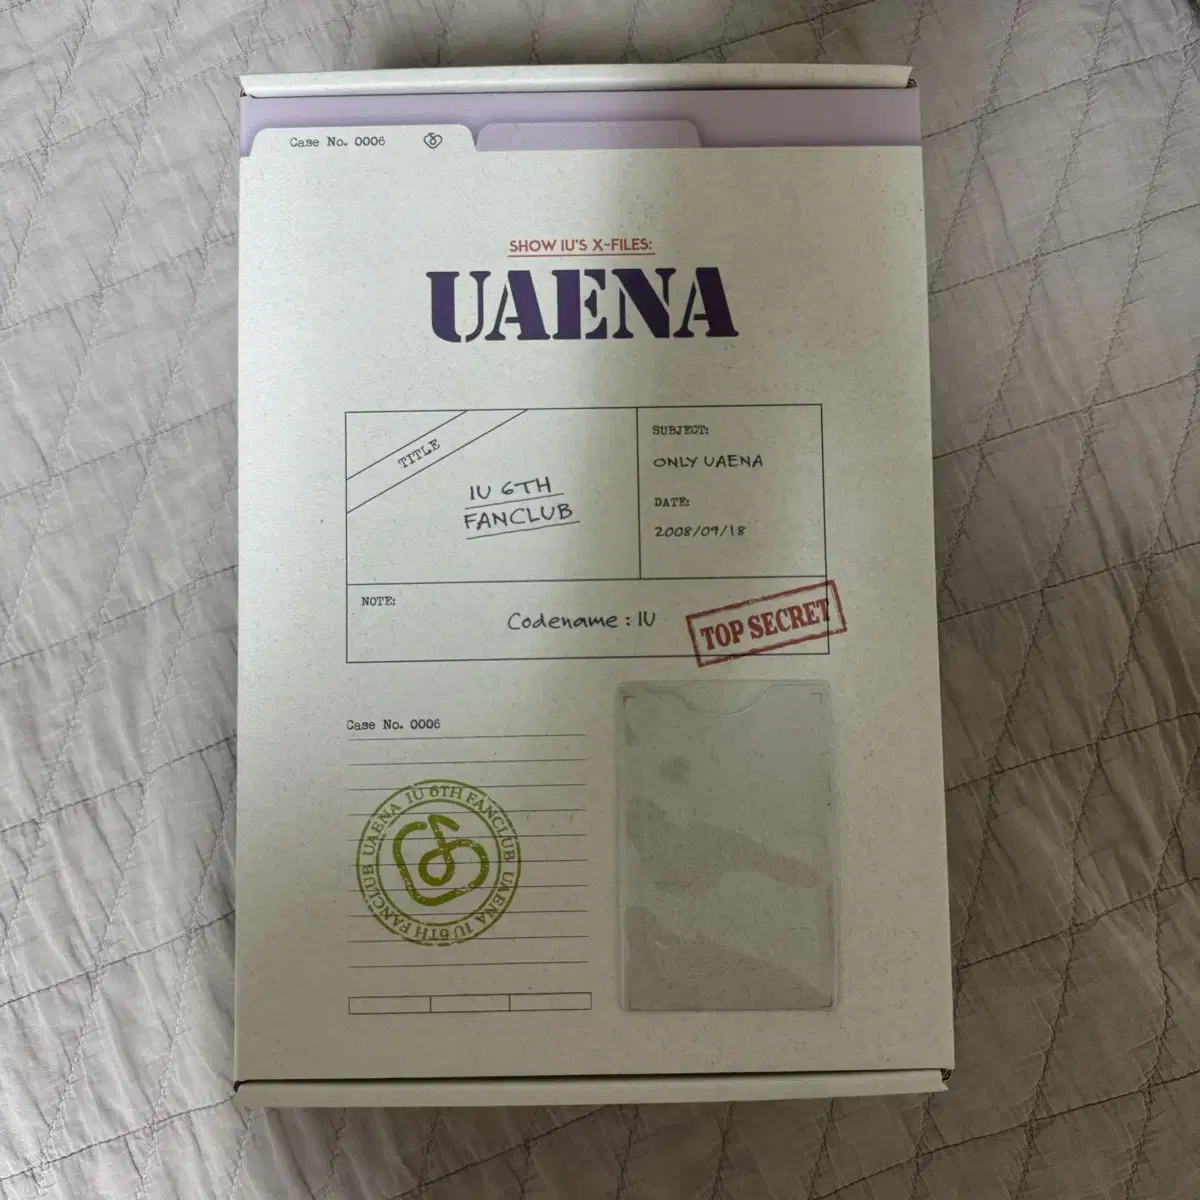 Case No. 0006
SHOW IU'S X-FILES:
UAENA
TITLE
IU 6TH
FANCLUB
SUBJECT:
ONLY UAENA
DATE:
2008/09/18
NOTE:
Codename : IU
TOP SECRET
Case No. 0006
UAENA IU 6TH FANCLUB UAENA IU 6TH FANCLUB